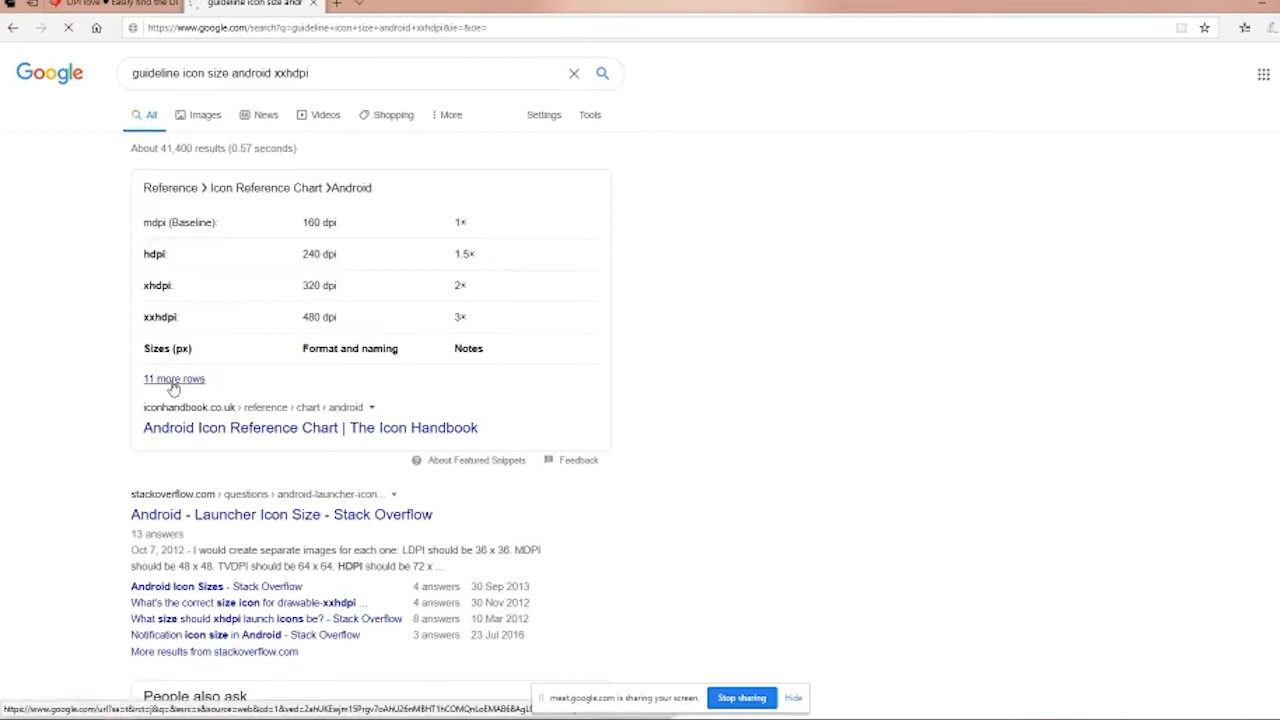 DPI love ♥ Easily find the DI
guideline icon size andr
https://www.google.com/search?q=guideline+icon+size+android+xxhdpi&ie=&oe=
Google
guideline icon size android xxhdpi
All
Images
News
Videos
Shopping
More
Settings
Tools
About 41,400 results (0.57 seconds)
Reference › Icon Reference Chart ›Android
mdpi (Baseline): 160 dpi 1×
hdpi: 240 dpi 1.5×
xhdpi: 320 dpi 2×
xxhdpi: 480 dpi 3×
Sizes (px) Format and naming Notes
11 more rows
iconhandbook.co.uk › reference › chart › android
Android Icon Reference Chart | The Icon Handbook
About Featured Snippets
Feedback
stackoverflow.com › questions › android-launcher-icon...
Android - Launcher Icon Size - Stack Overflow
13 answers
Oct 7, 2012 - I would create separate images for each one: LDPI should be 36 x 36. MDPI
should be 48 x 48. TVDPI should be 64 x 64. HDPI should be 72 x ...
Android Icon Sizes - Stack Overflow 4 answers 30 Sep 2013
What's the correct size icon for drawable-xxhdpi ... 4 answers 30 Nov 2012
What size should xhdpi launch icons be? - Stack Overflow 8 answers 10 Mar 2012
Notification icon size in Android - Stack Overflow 3 answers 23 Jul 2016
More results from stackoverflow.com
People also ask
meet.google.com is sharing your screen.
Stop sharing
Hide